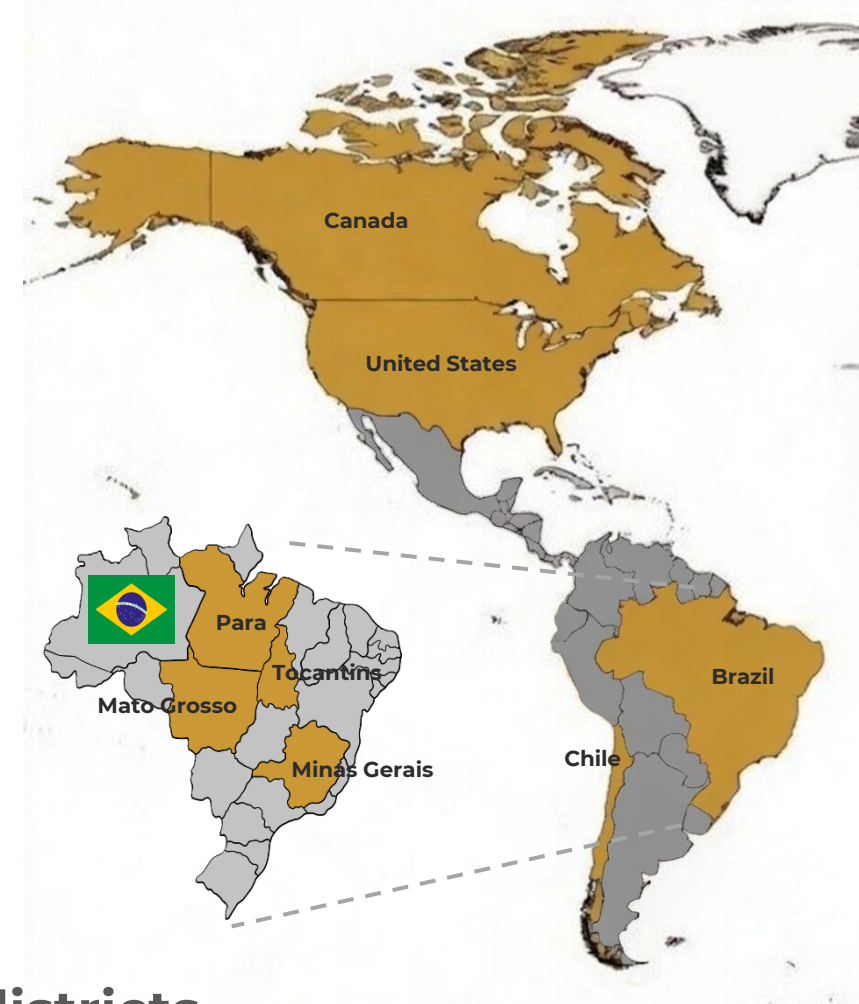 Canada
United States
Para
Tocantins
Brazil
Mato Grosso
Chile
Minas Gerais